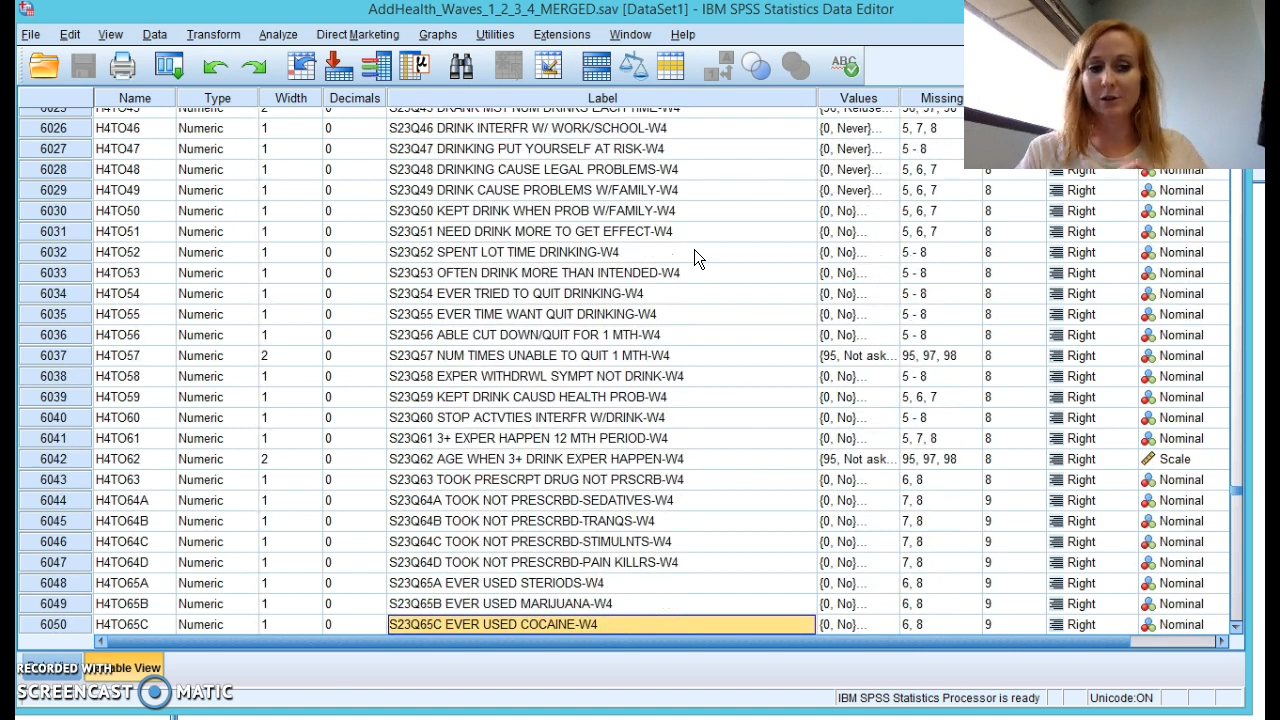 AddHealth_Waves_1_2_3_4_MERGED.sav [DataSet1] - IBM SPSS Statistics Data Editor
File Edit View Data Transform Analyze Direct Marketing Graphs Utilities Extensions Window Help
Name Type Width Decimals Label Values Missing
6026 H4TO46 Numeric 1 0 S23Q46 DRINK INTERFR W/ WORK/SCHOOL-W4 {0, Never}... 5, 7, 8
6027 H4TO47 Numeric 1 0 S23Q47 DRINKING PUT YOURSELF AT RISK-W4 {0, Never}... 5 - 8
6028 H4TO48 Numeric 1 0 S23Q48 DRINKING CAUSE LEGAL PROBLEMS-W4 {0, Never}... 5, 6, 7 8 Right Nominal
6029 H4TO49 Numeric 1 0 S23Q49 DRINK CAUSE PROBLEMS W/FAMILY-W4 {0, Never}... 5, 6, 7 8 Right Nominal
6030 H4TO50 Numeric 1 0 S23Q50 KEPT DRINK WHEN PROB W/FAMILY-W4 {0, No}... 5, 6, 7 8 Right Nominal
6031 H4TO51 Numeric 1 0 S23Q51 NEED DRINK MORE TO GET EFFECT-W4 {0, No}... 5, 6, 7 8 Right Nominal
6032 H4TO52 Numeric 1 0 S23Q52 SPENT LOT TIME DRINKING-W4 {0, No}... 5 - 8 8 Right Nominal
6033 H4TO53 Numeric 1 0 S23Q53 OFTEN DRINK MORE THAN INTENDED-W4 {0, No}... 5 - 8 8 Right Nominal
6034 H4TO54 Numeric 1 0 S23Q54 EVER TRIED TO QUIT DRINKING-W4 {0, No}... 5 - 8 8 Right Nominal
6035 H4TO55 Numeric 1 0 S23Q55 EVER TIME WANT QUIT DRINKING-W4 {0, No}... 5 - 8 8 Right Nominal
6036 H4TO56 Numeric 1 0 S23Q56 ABLE CUT DOWN/QUIT FOR 1 MTH-W4 {0, No}... 5 - 8 8 Right Nominal
6037 H4TO57 Numeric 2 0 S23Q57 NUM TIMES UNABLE TO QUIT 1 MTH-W4 {95, Not ask... 95, 97, 98 8 Right Nominal
6038 H4TO58 Numeric 1 0 S23Q58 EXPER WITHDRWL SYMPT NOT DRINK-W4 {0, No}... 5 - 8 8 Right Nominal
6039 H4TO59 Numeric 1 0 S23Q59 KEPT DRINK CAUSD HEALTH PROB-W4 {0, No}... 5, 6, 7 8 Right Nominal
6040 H4TO60 Numeric 1 0 S23Q60 STOP ACTVTIES INTERFR W/DRINK-W4 {0, No}... 5 - 8 8 Right Nominal
6041 H4TO61 Numeric 1 0 S23Q61 3+ EXPER HAPPEN 12 MTH PERIOD-W4 {0, No}... 5, 7, 8 8 Right Nominal
6042 H4TO62 Numeric 2 0 S23Q62 AGE WHEN 3+ DRINK EXPER HAPPEN-W4 {95, Not ask... 95, 97, 98 8 Right Scale
6043 H4TO63 Numeric 1 0 S23Q63 TOOK PRESCRPT DRUG NOT PRSCRB-W4 {0, No}... 6, 8 8 Right Nominal
6044 H4TO64A Numeric 1 0 S23Q64A TOOK NOT PRESCRBD-SEDATIVES-W4 {0, No}... 7, 8 9 Right Nominal
6045 H4TO64B Numeric 1 0 S23Q64B TOOK NOT PRESCRBD-TRANQS-W4 {0, No}... 7, 8 9 Right Nominal
6046 H4TO64C Numeric 1 0 S23Q64C TOOK NOT PRESCRBD-STIMULNTS-W4 {0, No}... 7, 8 9 Right Nominal
6047 H4TO64D Numeric 1 0 S23Q64D TOOK NOT PRESCRBD-PAIN KILLRS-W4 {0, No}... 7, 8 9 Right Nominal
6048 H4TO65A Numeric 1 0 S23Q65A EVER USED STERIODS-W4 {0, No}... 6, 8 9 Right Nominal
6049 H4TO65B Numeric 1 0 S23Q65B EVER USED MARIJUANA-W4 {0, No}... 6, 8 9 Right Nominal
6050 H4TO65C Numeric 1 0 S23Q65C EVER USED COCAINE-W4 {0, No}... 6, 8 9 Right Nominal
RECORDED WITH
SCREENCAST MATIC
View
IBM SPSS Statistics Processor is ready Unicode:ON